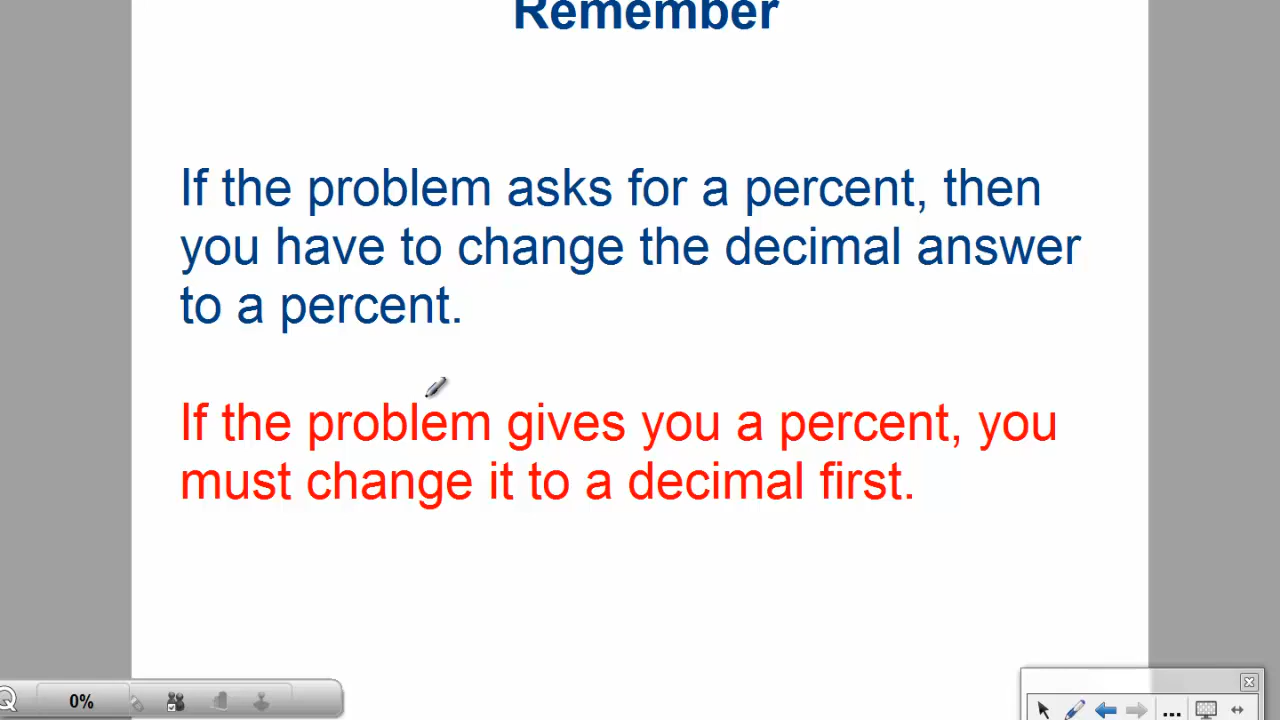 Remember
If the problem asks for a percent, then
you have to change the decimal answer
to a percent.
If the problem gives you a percent, you
must change it to a decimal first.
0%